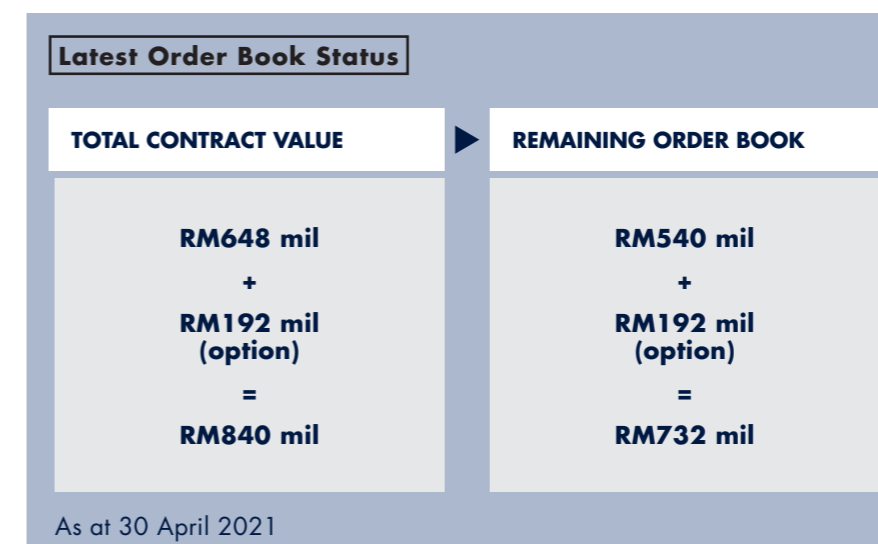 Latest Order Book Status
TOTAL CONTRACT VALUE
REMAINING ORDER BOOK
RM648 mil
+
RM192 mil
(option)
=
RM840 mil
RM540 mil
+
RM192 mil
(option)
=
RM732 mil
As at 30 April 2021